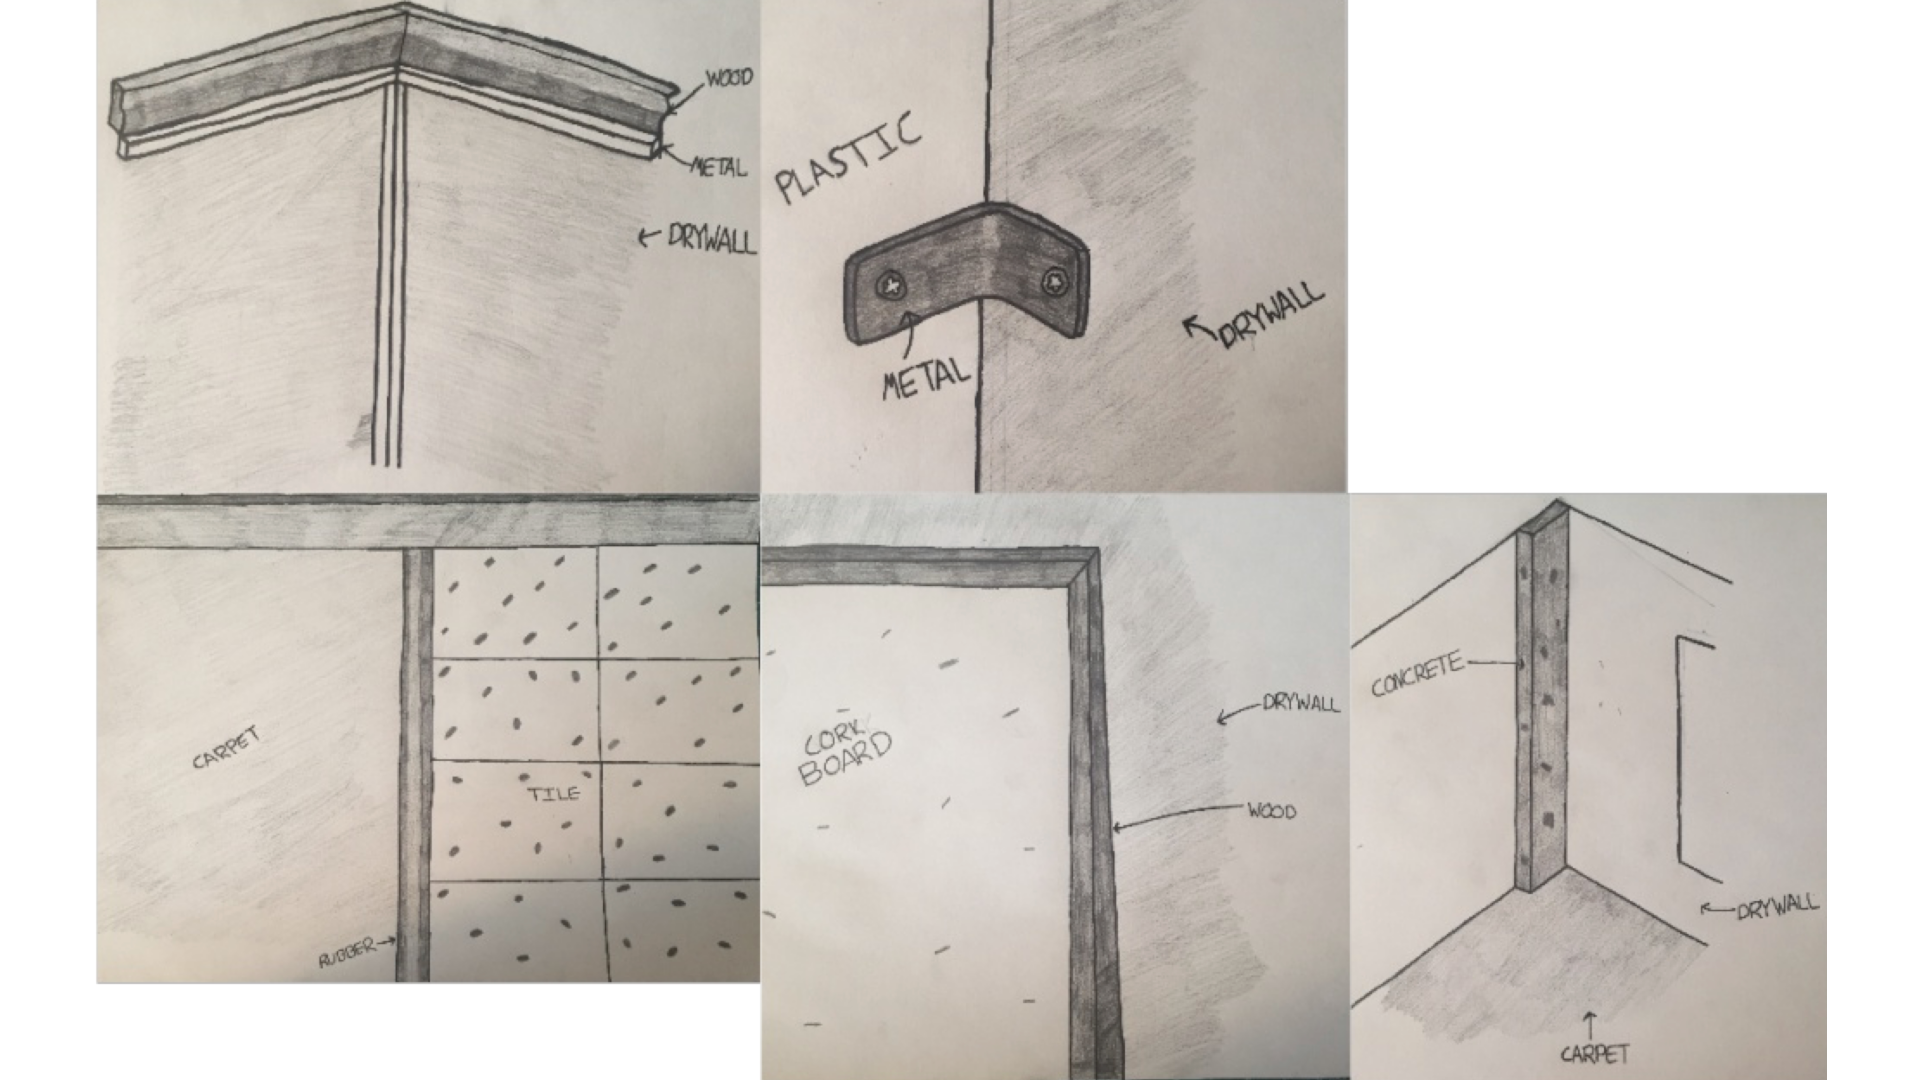 WOOD
METAL
DRYWALL
PLASTIC
METAL
DRYWALL
CARPET
TILE
RUBBER
CORK
BOARD
DRYWALL
WOOD
CONCRETE
DRYWALL
CARPET